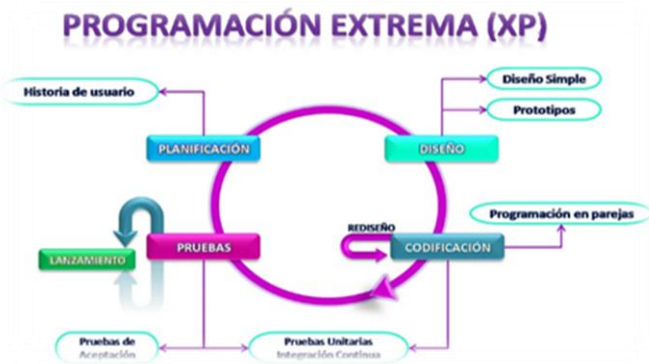 PROGRAMACIÓN EXTREMA (XP)
Diseño Simple
Historia de usuario
Prototipos
PLANIFICACIÓN
DISEÑO
Programación en parejas
REDISEÑO
PRUEBAS
CODIFICACIÓN
LANZAMIENTO
Pruebas de
Aceptación
Pruebas Unitarias
Integración Continua